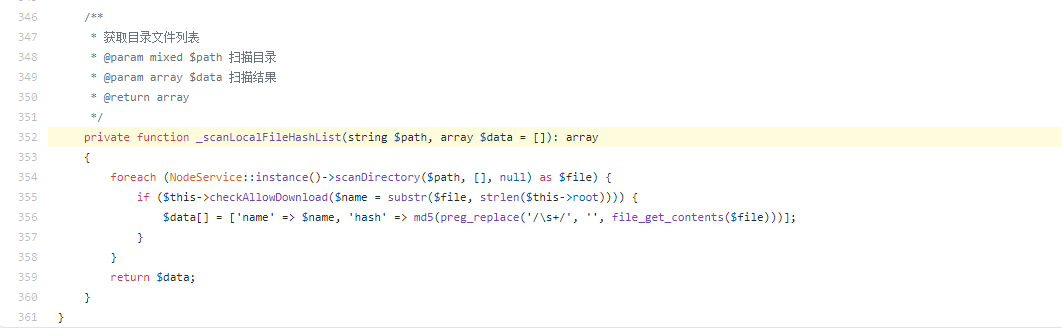 346     /**
347      * 获取目录文件列表
348      * @param mixed $path 扫描目录
349      * @param array $data 扫描结果
350      * @return array
351      */
352     private function _scanLocalFileHashList(string $path, array $data = []): array
353     {
354         foreach (NodeService::instance()->scanDirectory($path, [], null) as $file) {
355             if ($this->checkAllowDownload($name = substr($file, strlen($this->root)))) {
356                 $data[] = ['name' => $name, 'hash' => md5(preg_replace('/\s+/', '', file_get_contents($file)))];
357             }
358         }
359         return $data;
360     }
361 }